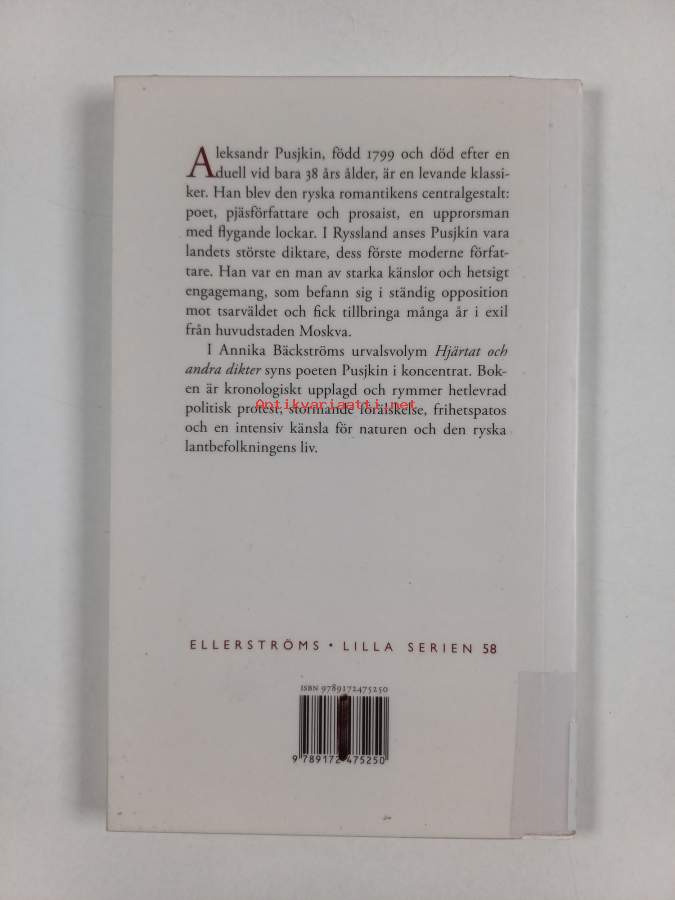 Aleksandr Pusjkin, född 1799 och död efter en
duell vid bara 38 års ålder, är en levande klassi-
ker. Han blev den ryska romantikens centralgestalt:
poet, pjäsförfattare och prosaist, en upprorsman
med flygande lockar. I Ryssland anses Pusjkin vara
landets störste diktare, dess förste moderne förfat-
tare. Han var en man av starka känslor och hetsigt
engagemang, som befann sig i ständig opposition
mot tsarväldet och fick tillbringa många år i exil
från huvudstaden Moskva.
I Annika Bäckströms urvalsvolym Hjärtat och
andra dikter syns poeten Pusjkin i koncentrat. Bok-
en är kronologiskt upplagd och rymmer hetlevrad
Antikvariaatti.net
politisk protest, stormande förälskelse, frihetspatos
och en intensiv känsla för naturen och den ryska
lantbefolkningens liv.
ELLERSTRÖMS • LILLA SERIEN 58
ISBN 9789172475250
9 789172 475250